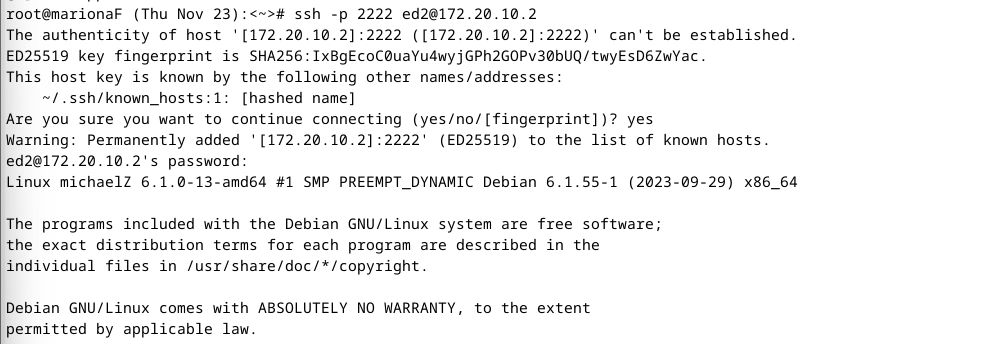 root@marionaF (Thu Nov 23):<~># ssh -p 2222 ed2@172.20.10.2
The authenticity of host '[172.20.10.2]:2222 ([172.20.10.2]:2222)' can't be established.
ED25519 key fingerprint is SHA256:IxBgEcoC0uaYu4wyjGPh2GOPv30bUQ/twyEsD6ZwYac.
This host key is known by the following other names/addresses:
    ~/.ssh/known_hosts:1: [hashed name]
Are you sure you want to continue connecting (yes/no/[fingerprint])? yes
Warning: Permanently added '[172.20.10.2]:2222' (ED25519) to the list of known hosts.
ed2@172.20.10.2's password:
Linux michaelZ 6.1.0-13-amd64 #1 SMP PREEMPT_DYNAMIC Debian 6.1.55-1 (2023-09-29) x86_64

The programs included with the Debian GNU/Linux system are free software;
the exact distribution terms for each program are described in the
individual files in /usr/share/doc/*/copyright.

Debian GNU/Linux comes with ABSOLUTELY NO WARRANTY, to the extent
permitted by applicable law.